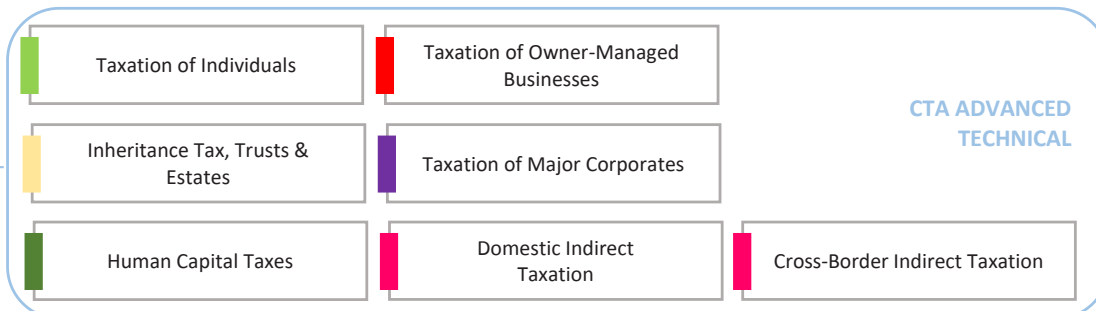 Taxation of Individuals
Taxation of Owner-Managed
Businesses
CTA ADVANCED
TECHNICAL
Inheritance Tax, Trusts &
Estates
Taxation of Major Corporates
Human Capital Taxes
Domestic Indirect
Taxation
Cross-Border Indirect Taxation